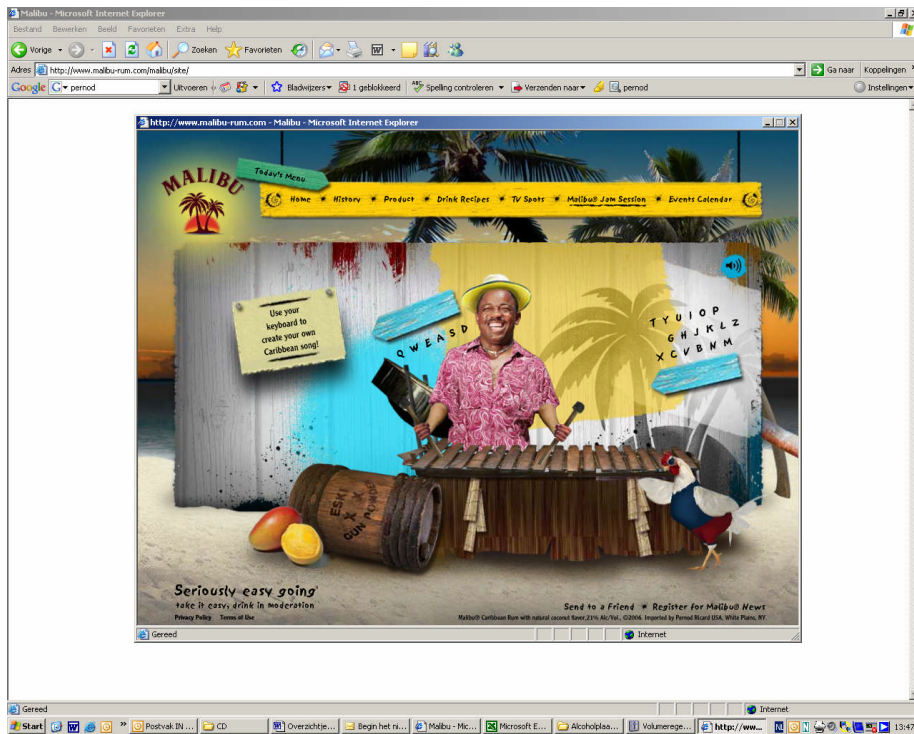 Malibu - Microsoft Internet Explorer
Bestand Bewerken Beeld Favorieten Extra Help
Vorige Zoeken Favorieten
Adres http://www.malibu-rum.com/malibu/site/ Ga naar Koppelingen
Google G pernod Uitvoeren Bladwijzers 1 geblokkeerd Spelling controleren Verzenden naar pernod Instellingen
http://www.malibu-rum.com - Malibu - Microsoft Internet Explorer
MALIBU
Today's Menu
Home History Product Drink Recipes TV Spots Malibu® Jam Session Events Calendar
Use your
keyboard to
create your own
Caribbean song!
Q W E A S D
T Y U I O P
G H J K L Z
X C V B N M
ESKI
X X
GUN POWDER
Seriously easy going
take it easy; drink in moderation
Privacy Policy Terms of Use
Send to a Friend Register for Malibu® News
Malibu® Caribbean Rum with natural coconut flavor, 21% Alc/Vol., ©2006. Imported by Pernod Ricard USA, White Plains, NY.
Gereed Internet
Gereed Internet
Start Postvak IN ... CD Overzichtje... Begin het ni... Malibu - Mic... Microsoft E... Alcoholplaa... Volumerege... http://ww... NL 13:47